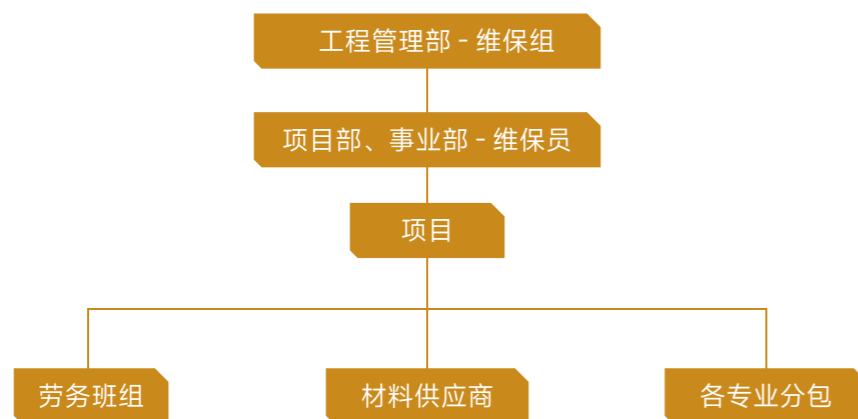 工程管理部 - 维保组
项目部、事业部 - 维保员
项目
劳务班组
材料供应商
各专业分包